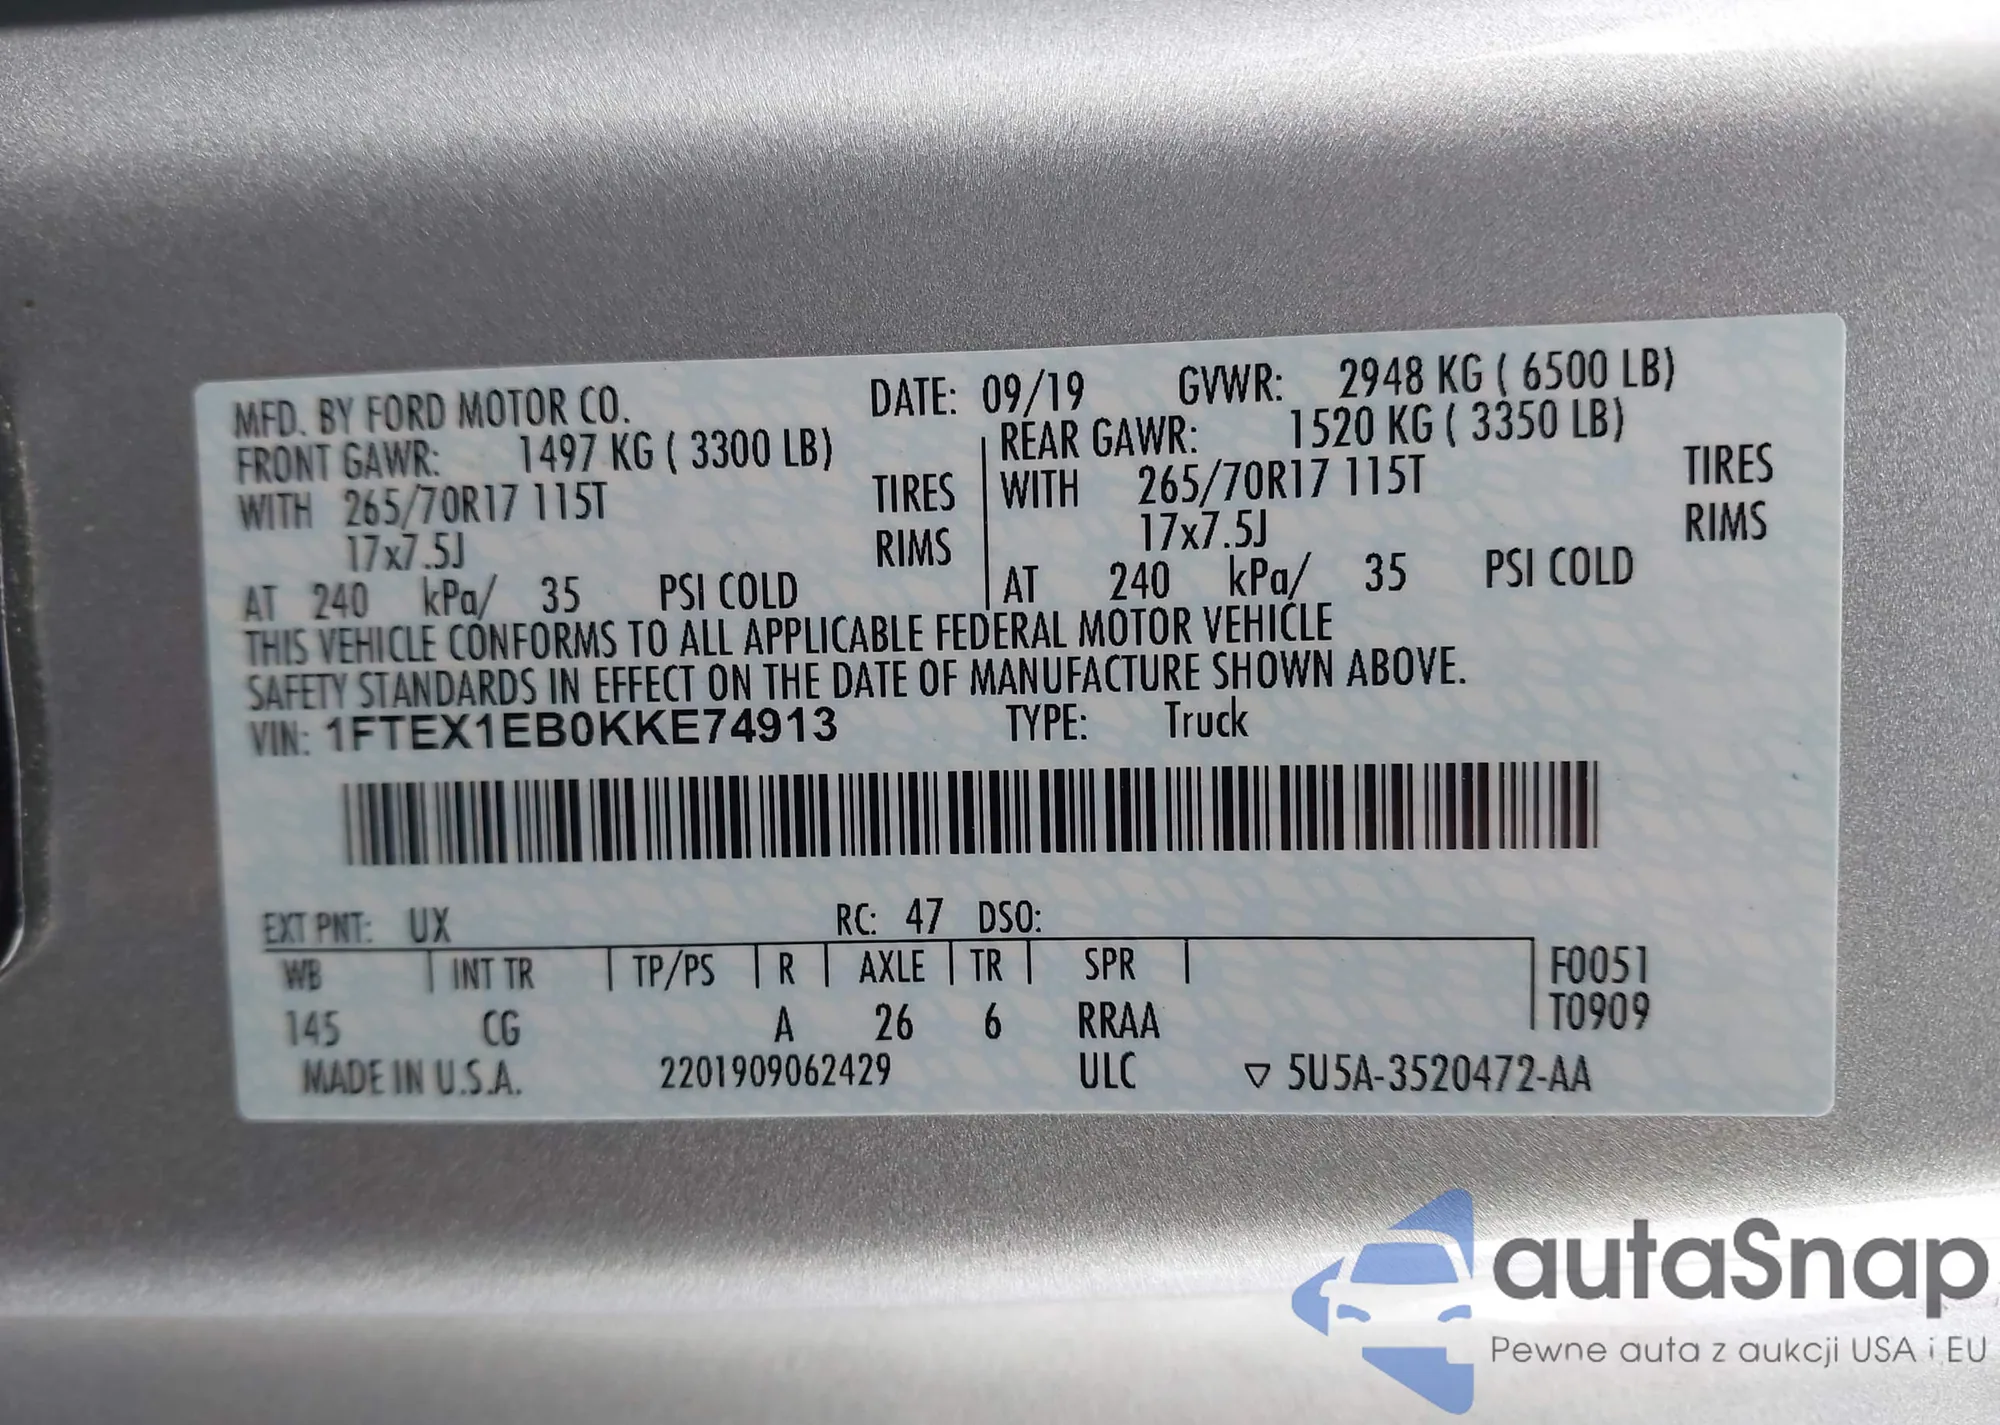 MFD. BY FORD MOTOR CO. DATE: 09/19 GVWR: 2948 KG ( 6500 LB)
FRONT GAWR: 1497 KG ( 3300 LB) REAR GAWR: 1520 KG ( 3350 LB)
WITH 265/70R17 115T TIRES WITH 265/70R17 115T TIRES
17x7.5J RIMS 17x7.5J RIMS
AT 240 kPa/ 35 PSI COLD AT 240 kPa/ 35 PSI COLD
THIS VEHICLE CONFORMS TO ALL APPLICABLE FEDERAL MOTOR VEHICLE
SAFETY STANDARDS IN EFFECT ON THE DATE OF MANUFACTURE SHOWN ABOVE.
VIN: 1FTEX1EB0KKE74913 TYPE: Truck
EXT PNT: UX RC: 47 DSO:
WB INT TR TP/PS R AXLE TR SPR F0051
145 CG A 26 6 RRAA T0909
MADE IN U.S.A. 2201909062429 ULC ▽ 5U5A-3520472-AA
autaSnap
Pewne auta z aukcji USA i EU